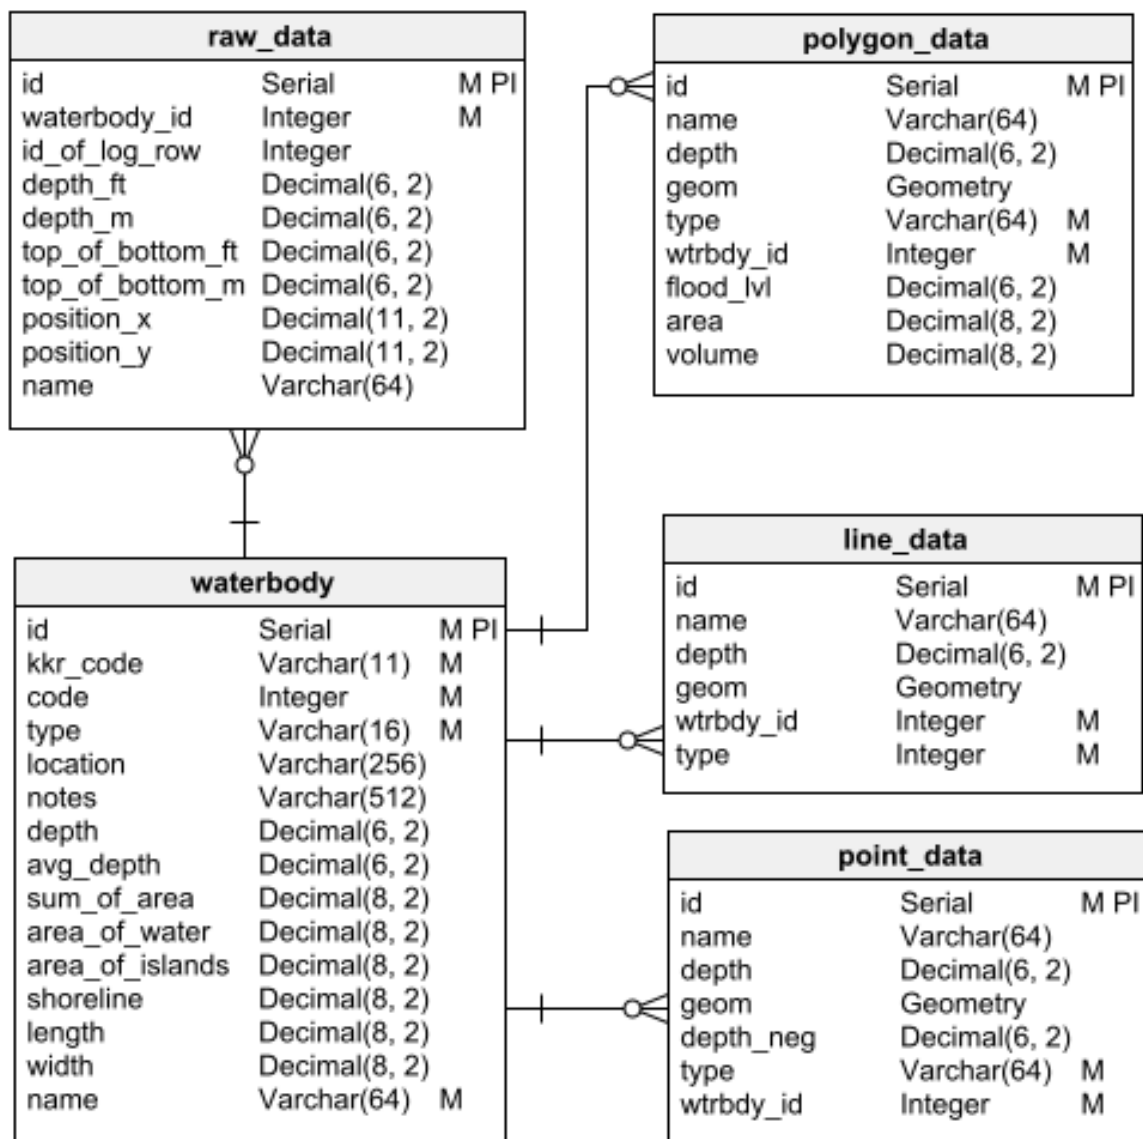 raw_data
id Serial M PI
waterbody_id Integer M
id_of_log_row Integer
depth_ft Decimal(6, 2)
depth_m Decimal(6, 2)
top_of_bottom_ft Decimal(6, 2)
top_of_bottom_m Decimal(6, 2)
position_x Decimal(11, 2)
position_y Decimal(11, 2)
name Varchar(64)
polygon_data
id Serial M PI
name Varchar(64)
depth Decimal(6, 2)
geom Geometry
type Varchar(64) M
wtrbdy_id Integer M
flood_lvl Decimal(6, 2)
area Decimal(8, 2)
volume Decimal(8, 2)
waterbody
id Serial M PI
kkr_code Varchar(11) M
code Integer M
type Varchar(16) M
location Varchar(256)
notes Varchar(512)
depth Decimal(6, 2)
avg_depth Decimal(6, 2)
sum_of_area Decimal(8, 2)
area_of_water Decimal(8, 2)
area_of_islands Decimal(8, 2)
shoreline Decimal(8, 2)
length Decimal(8, 2)
width Decimal(8, 2)
name Varchar(64) M
line_data
id Serial M PI
name Varchar(64)
depth Decimal(6, 2)
geom Geometry
wtrbdy_id Integer M
type Integer M
point_data
id Serial M PI
name Varchar(64)
depth Decimal(6, 2)
geom Geometry
depth_neg Decimal(6, 2)
type Varchar(64) M
wtrbdy_id Integer M